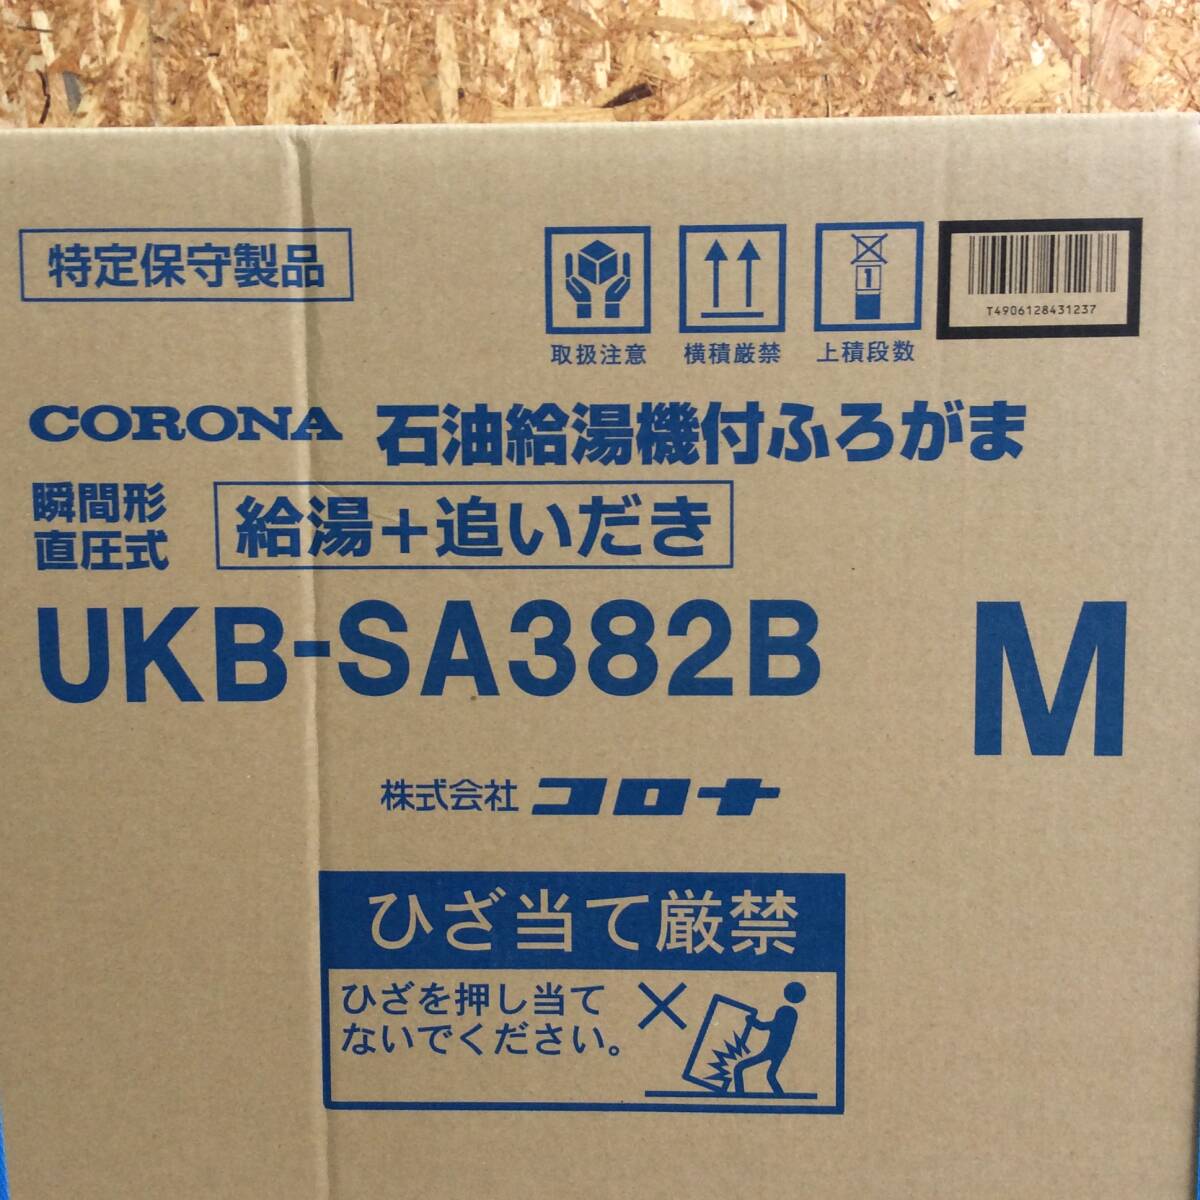 特定保守製品
取扱注意
横積厳禁
1
上積段数
T4906128431237
CORONA 石油給湯機付ふろがま
瞬間形
直圧式
給湯+追いだき
UKB-SA382B M
株式会社 コロナ
ひざ当て厳禁
ひざを押し当て
ないでください。